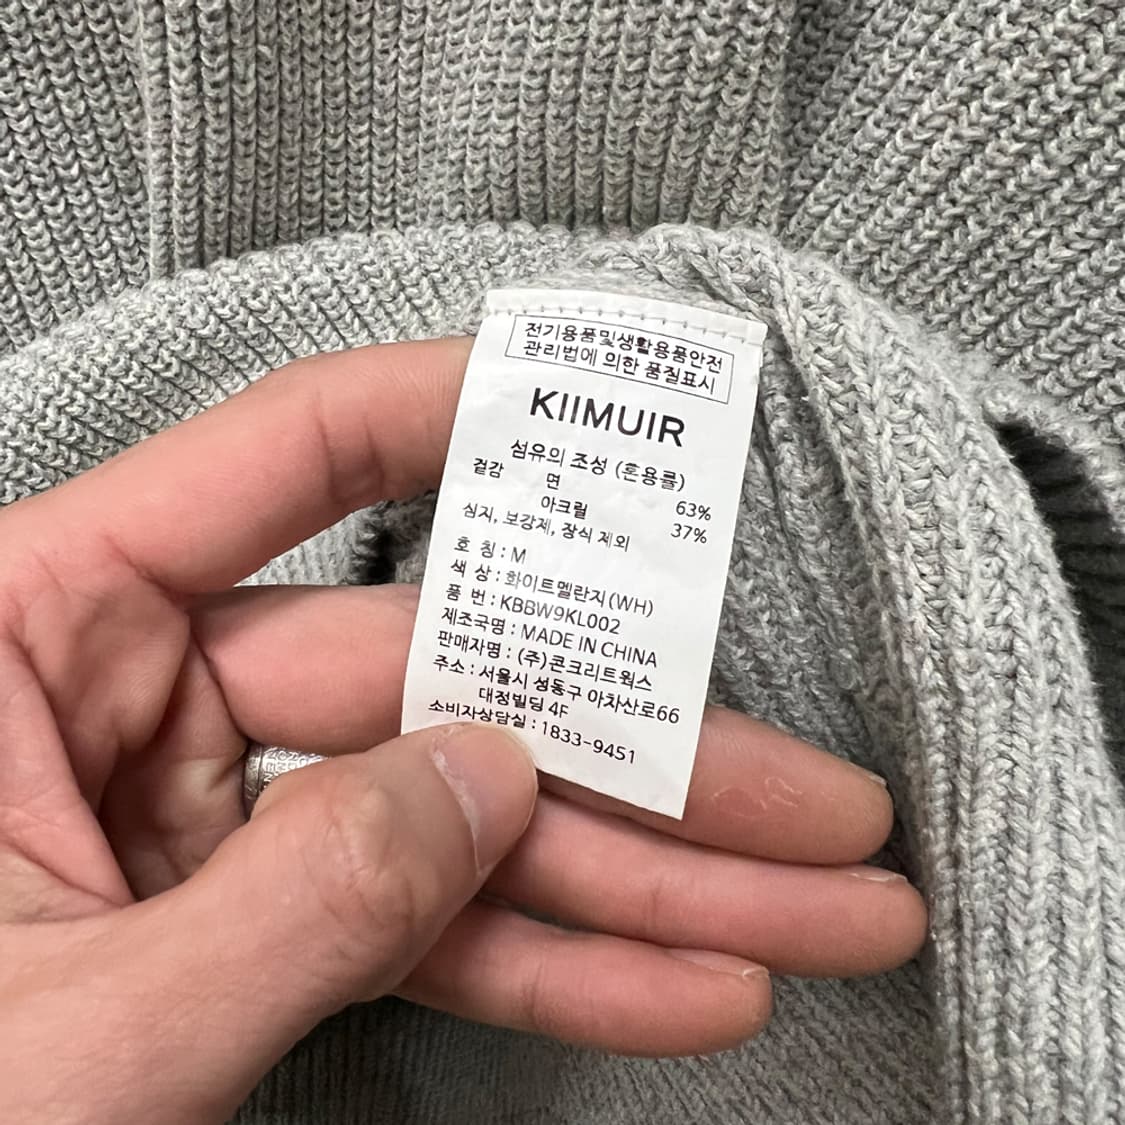 전기용품및생활용품안전
관리법에 의한 품질표시
KIIMUIR
섬유의 조성 (혼용률)
겉감 면 63%
아크릴 37%
심지, 보강제, 장식 제외
호 칭 : M
색 상 : 화이트멜란지(WH)
품 번 : KBBW9KL002
제조국명 : MADE IN CHINA
판매자명 : (주)콘크리트웍스
주소 : 서울시 성동구 아차산로66
대정빌딩 4F
소비자상담실 : 1833-9451